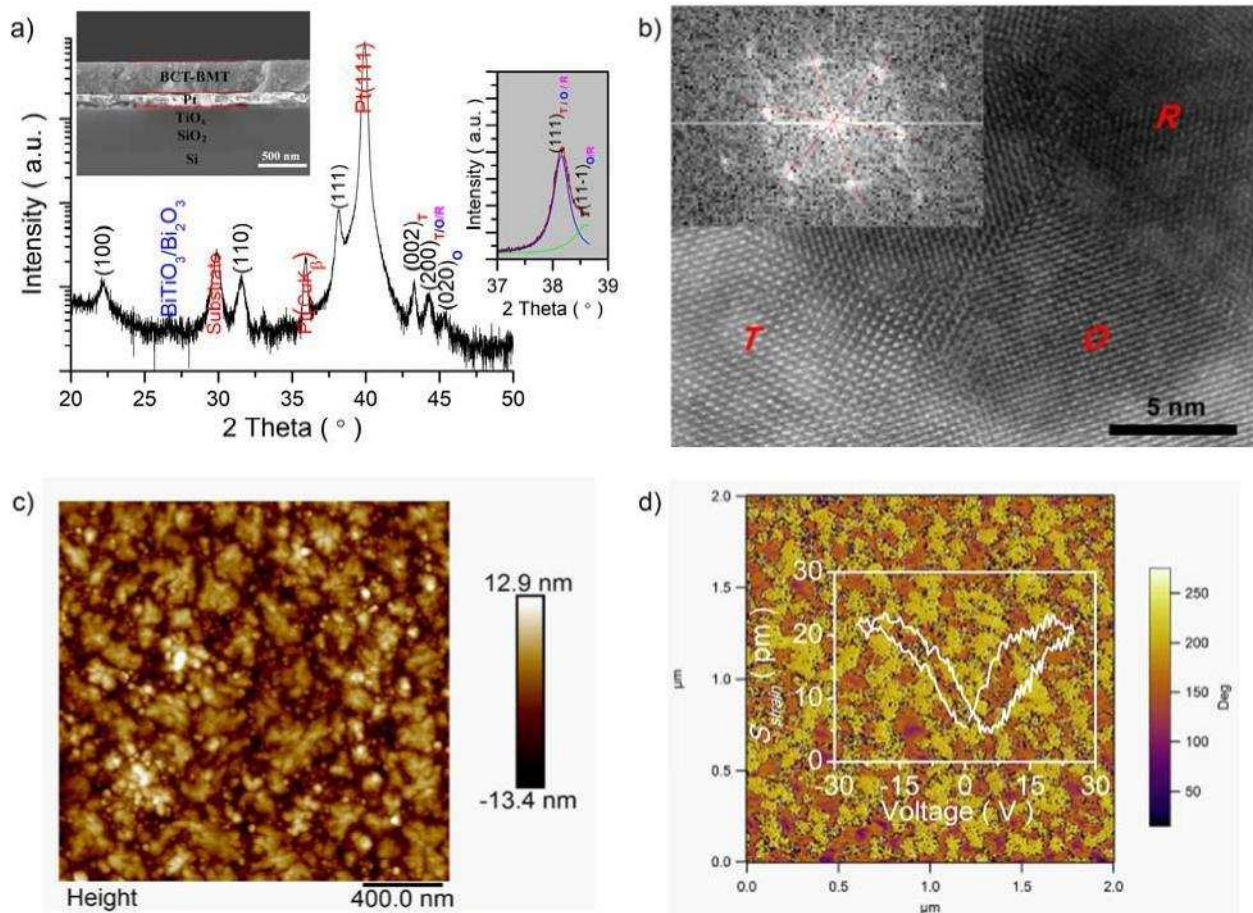 a)
BCT-BMT
Pt
TiOₓ
SiO₂
Si
500 nm
Intensity ( a.u. )
(100)
BiTiO₃/Bi₂O₃
Substrate
(110)
Pt(CuKβ)
(111)
Pt(111)
(002)T
(200)T/O/R
(020)O
20 25 30 35 40 45 50
2 Theta ( ° )
Intensity (a.u.)
(111)T/O/R
(11-1)O/R
37 38 39
2 Theta ( ° )
b)
R
T
O
5 nm
c)
12.9 nm
-13.4 nm
Height
400.0 nm
d)
2.0
1.5
1.0
0.5
0.0
µm
0.0 0.5 1.0 1.5 2.0
µm
S strain ( pm )
30
20
10
0
-30 -15 0 15 30
Voltage ( V )
250
200
150
100
50
Deg